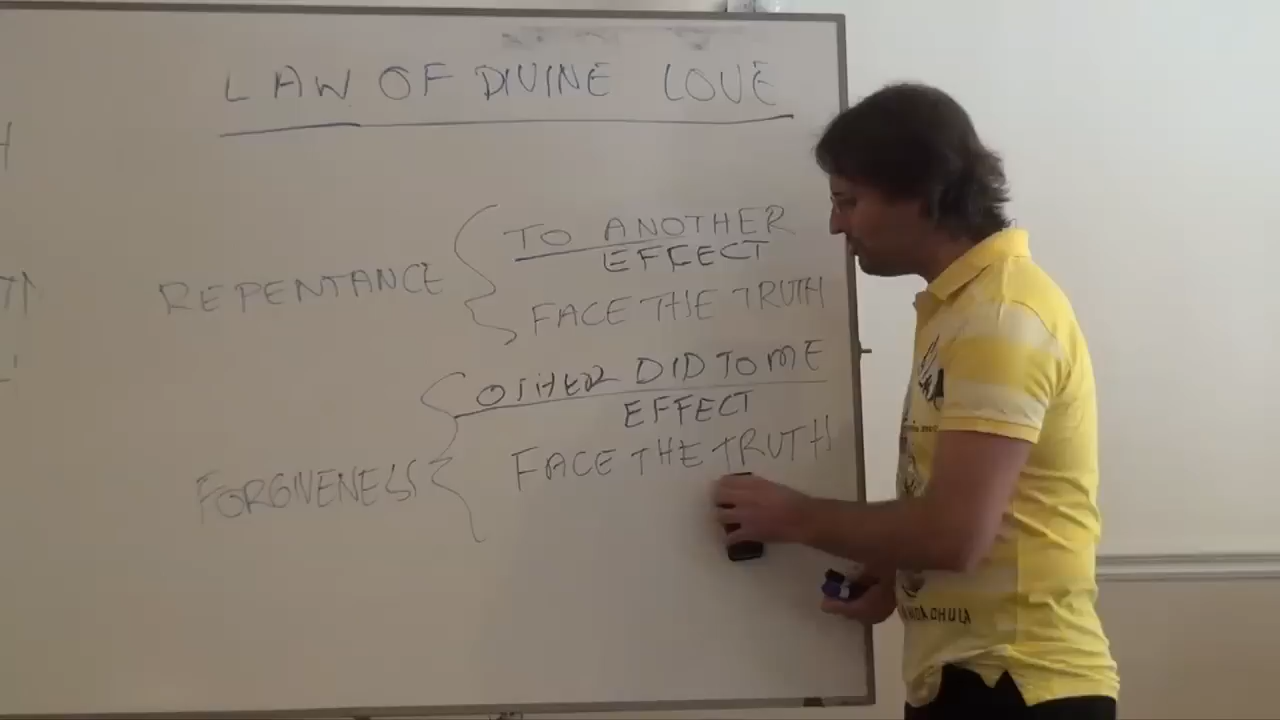 LAW OF DIVINE LOVE
TO ANOTHER
EFFECT
REPENTANCE
FACE THE TRUTH
OTHER DID TO ME
EFFECT
FACE THE TRUTH
FORGIVENESS